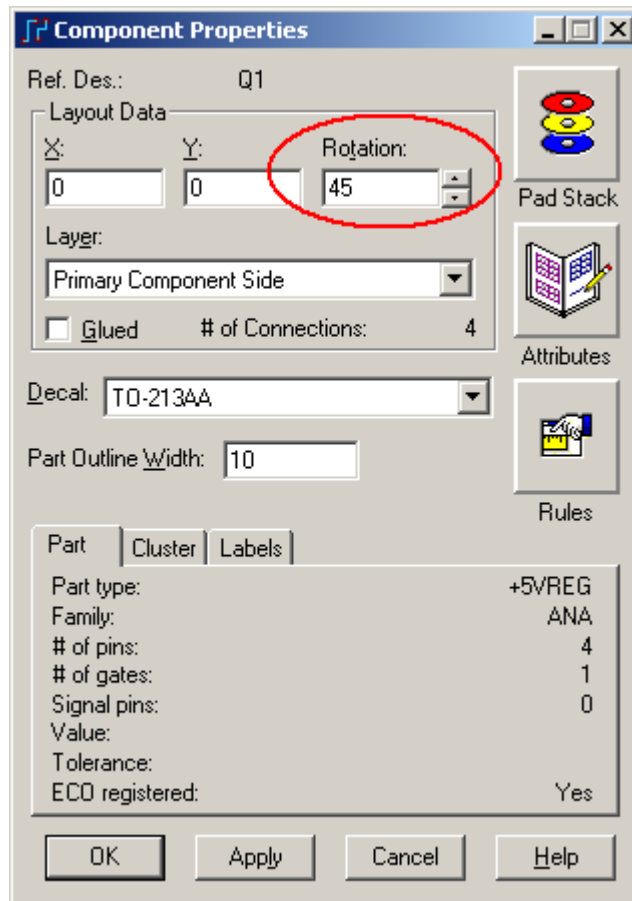 Component Properties
Ref. Des.: Q1
Layout Data
X: Y: Rotation:
0 0 45
Pad Stack
Layer:
Primary Component Side
Glued # of Connections: 4
Attributes
Decal: TO-213AA
Part Outline Width: 10
Rules
Part Cluster Labels
Part type: +5VREG
Family: ANA
# of pins: 4
# of gates: 1
Signal pins: 0
Value:
Tolerance:
ECO registered: Yes
OK Apply Cancel Help